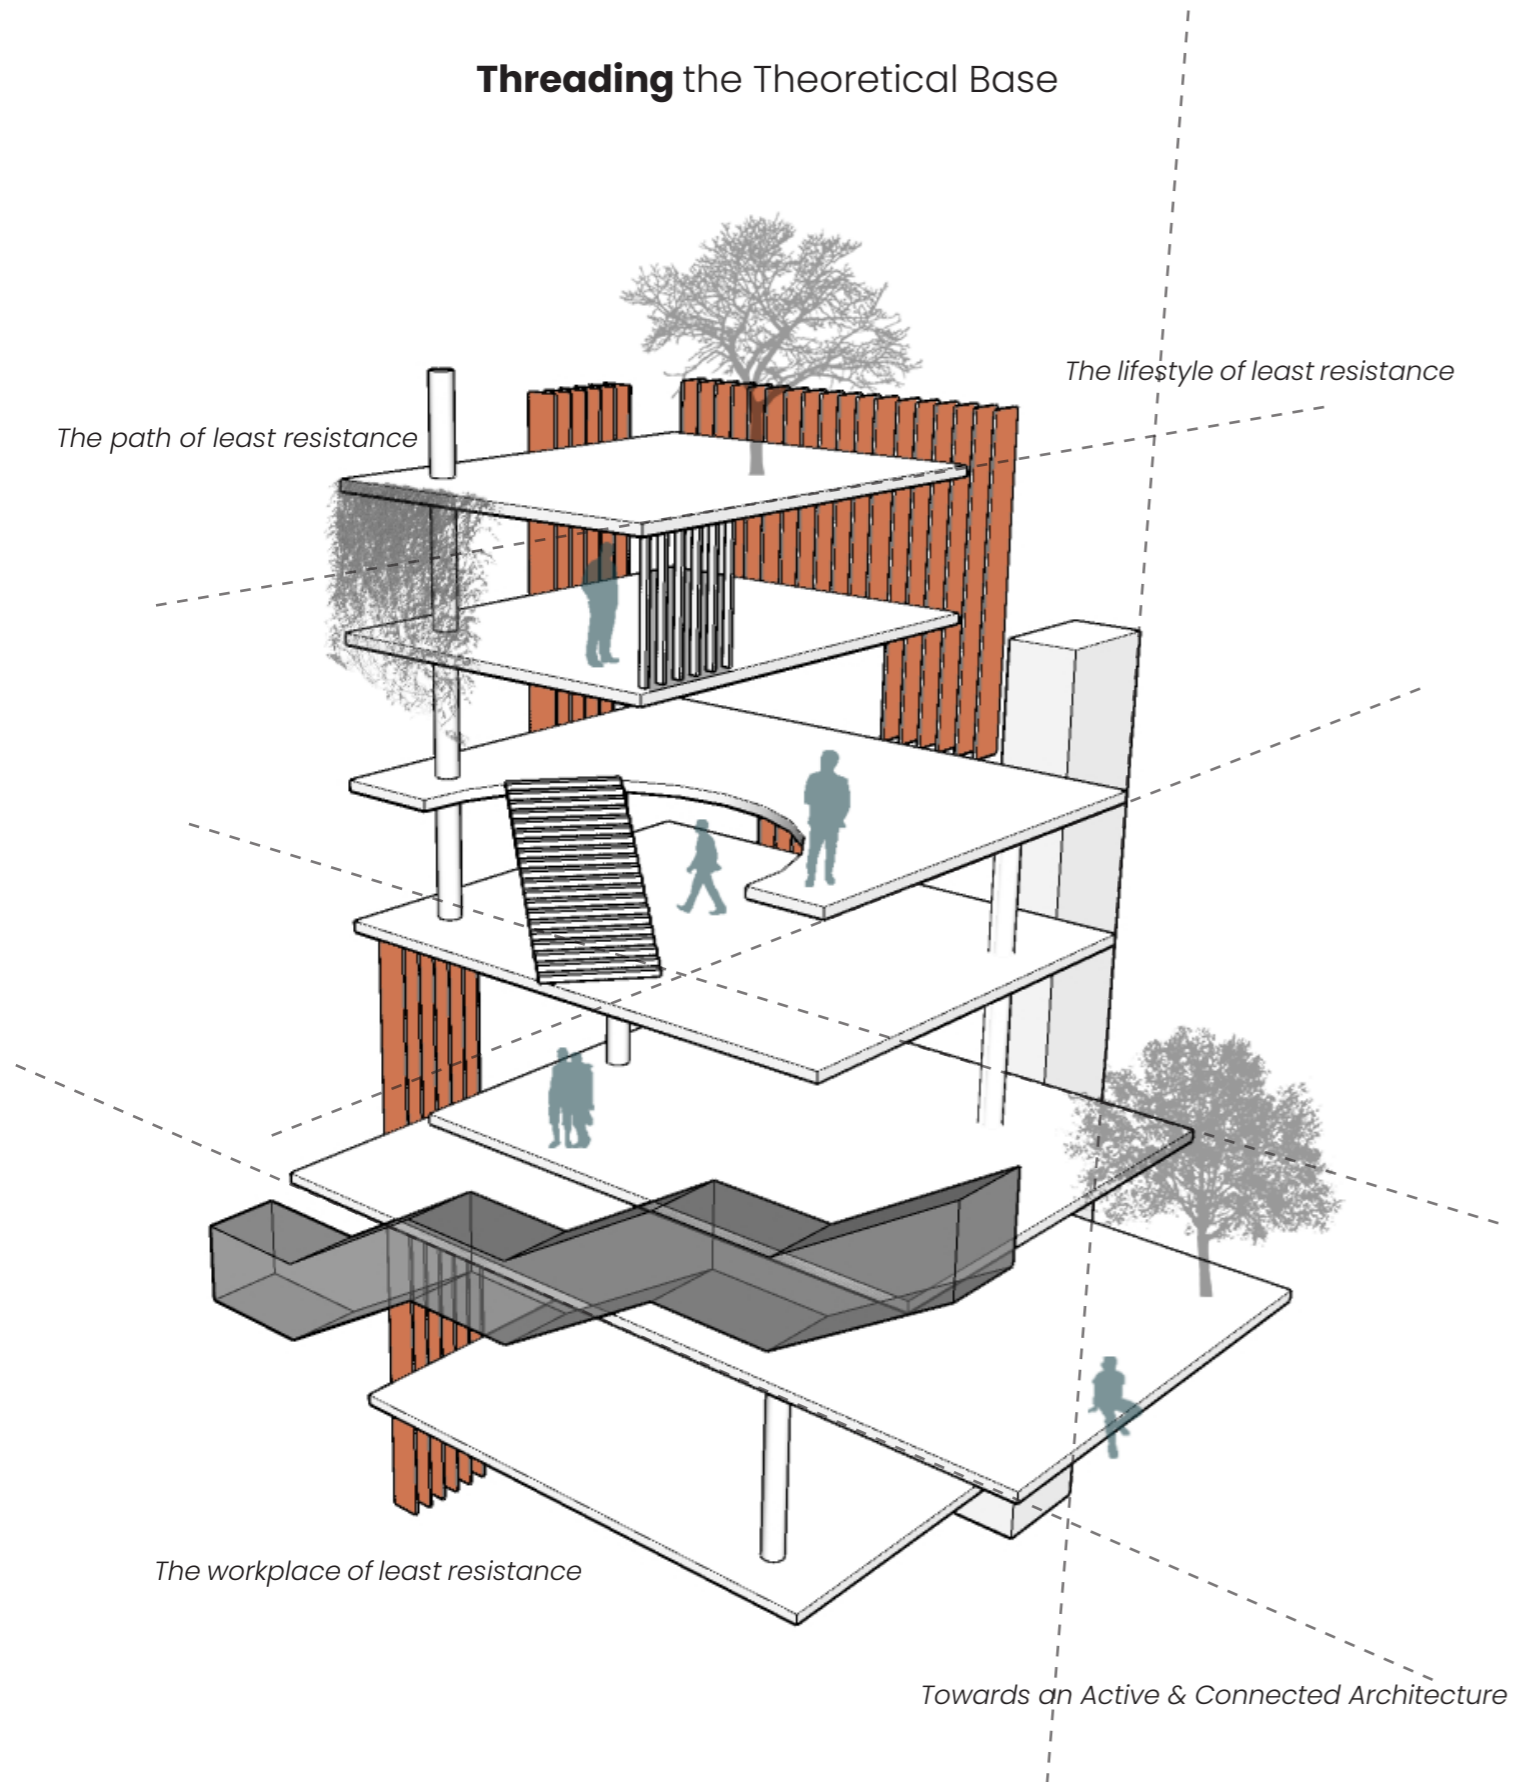 Threading the Theoretical Base
The lifestyle of least resistance
The path of least resistance
The workplace of least resistance
Towards an Active & Connected Architecture